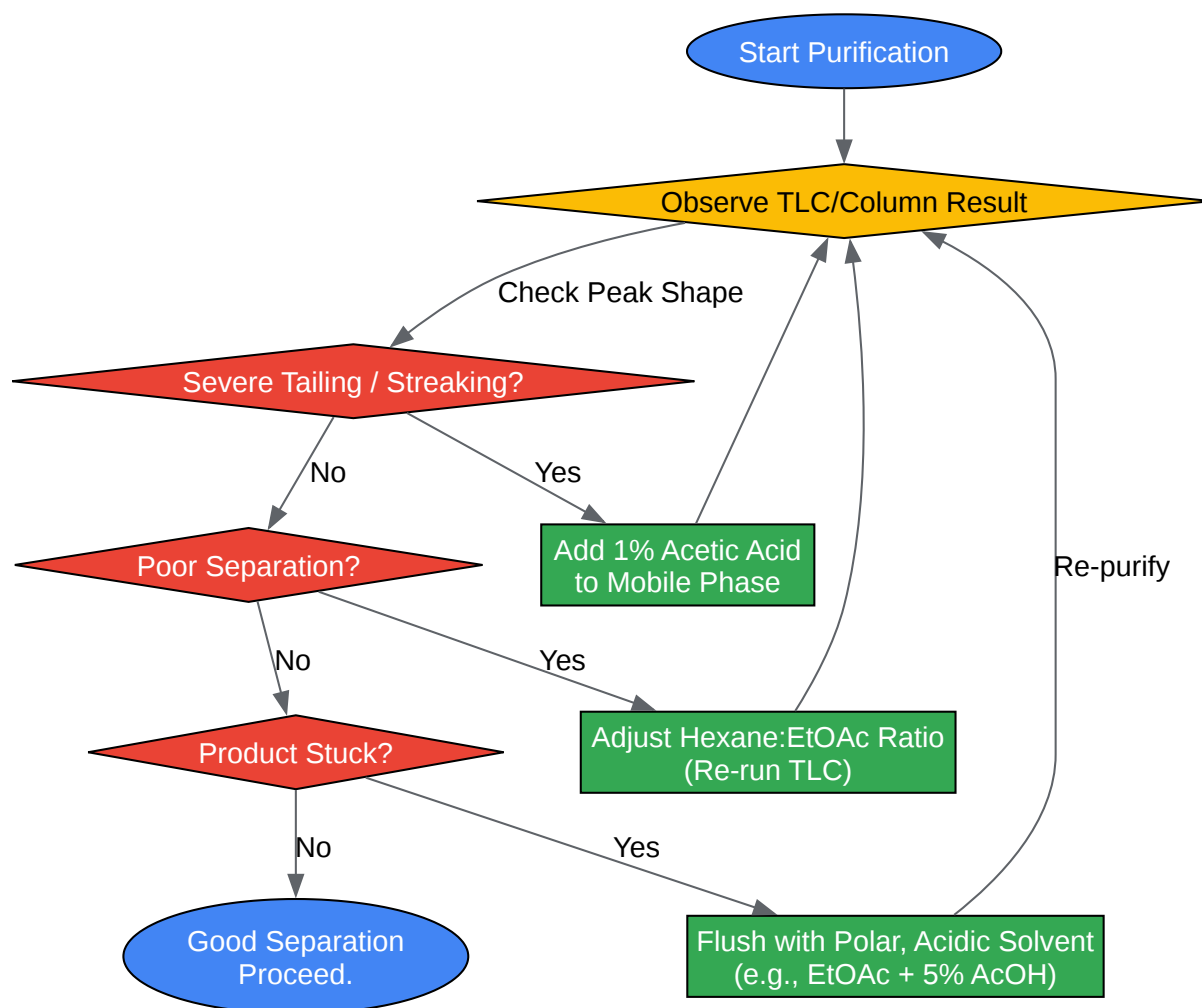 Start Purification
Observe TLC/Column Result
Check Peak Shape
Severe Tailing / Streaking?
No
Yes
Add 1% Acetic Acid
to Mobile Phase
Poor Separation?
Re-purify
No
Yes
Adjust Hexane:EtOAc Ratio
(Re-run TLC)
Product Stuck?
No
Yes
Good Separation
Proceed.
Flush with Polar, Acidic Solvent
(e.g., EtOAc + 5% AcOH)